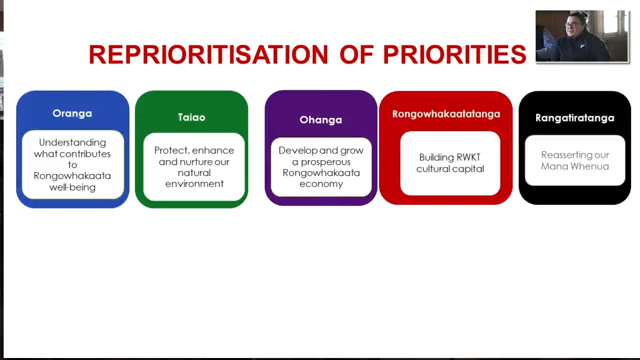 REPRIORITISATION OF PRIORITIES
Oranga
Understanding
what contributes
to
Rongowhakaata
well-being
Taiao
Protect, enhance
and nurture our
natural
environment
Ohanga
Develop and grow
a prosperous
Rongowhakaata
economy
Rongowhakaatatanga
Building RWKT
cultural capital
Rangatiratanga
Reasserting our
Mana Whenua